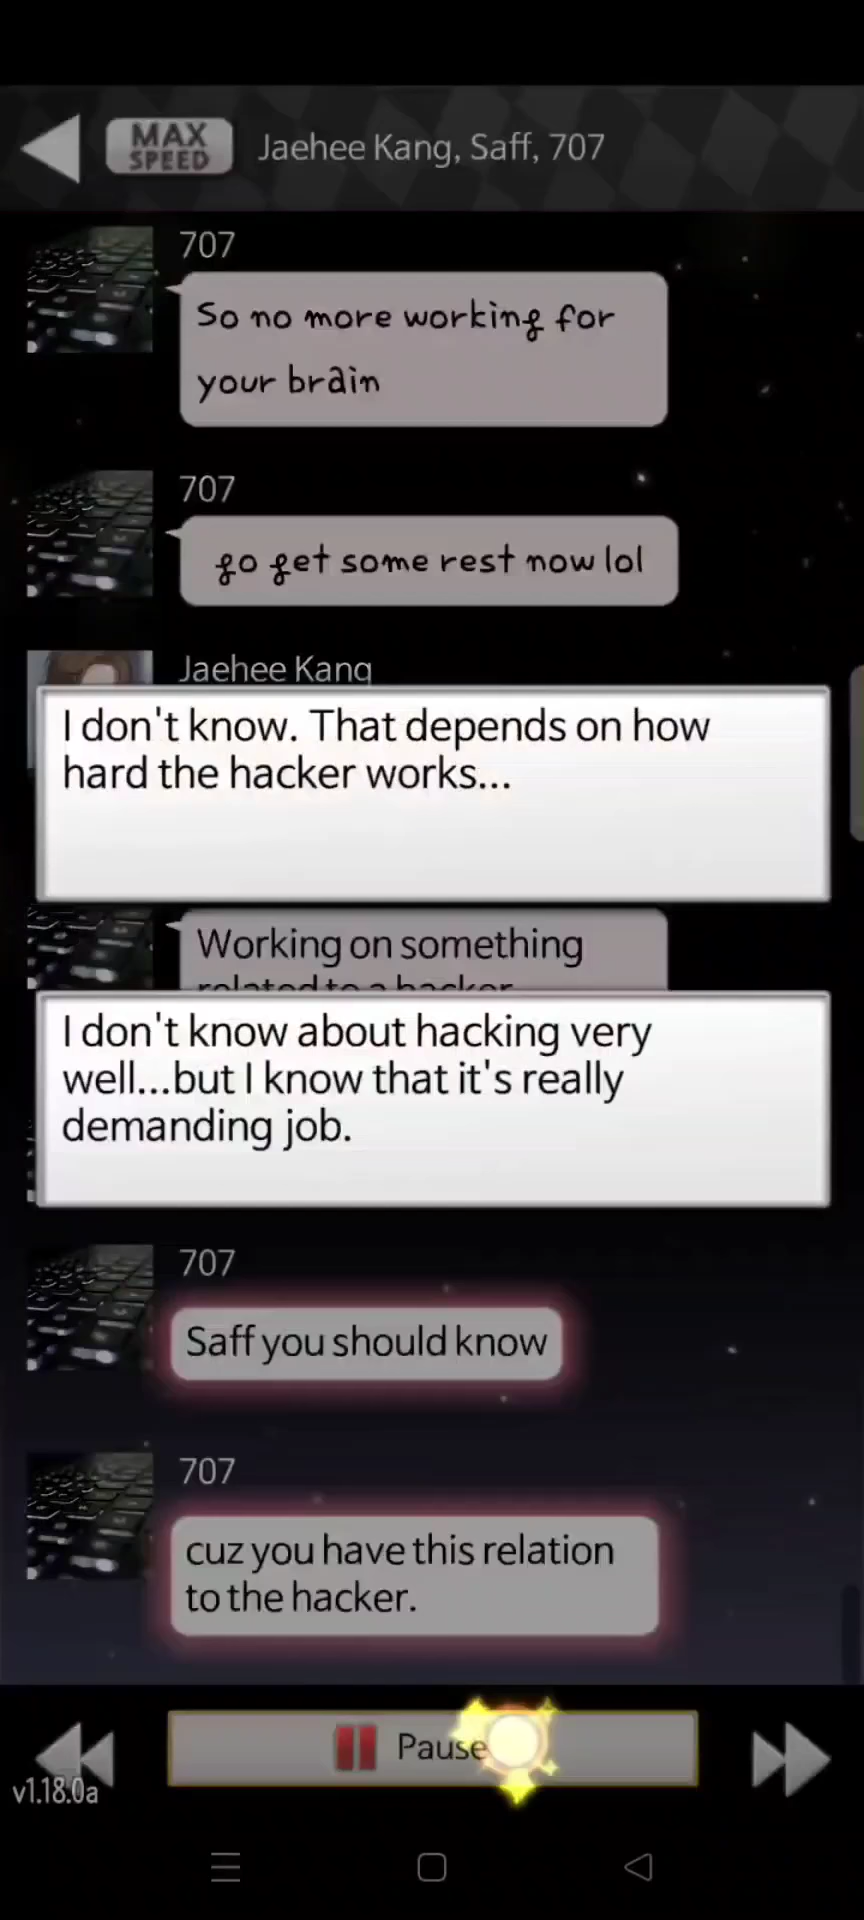 MAX
SPEED
Jaehee Kang, Saff, 707
707
So no more working for
your brain
707
go get some rest now lol
Jaehee Kang
I don't know. That depends on how
hard the hacker works...
Working on something
related to a hacker
I don't know about hacking very
well...but I know that it's really
demanding job.
707
Saff you should know
707
cuz you have this relation
to the hacker.
Pause
v1.18.0a